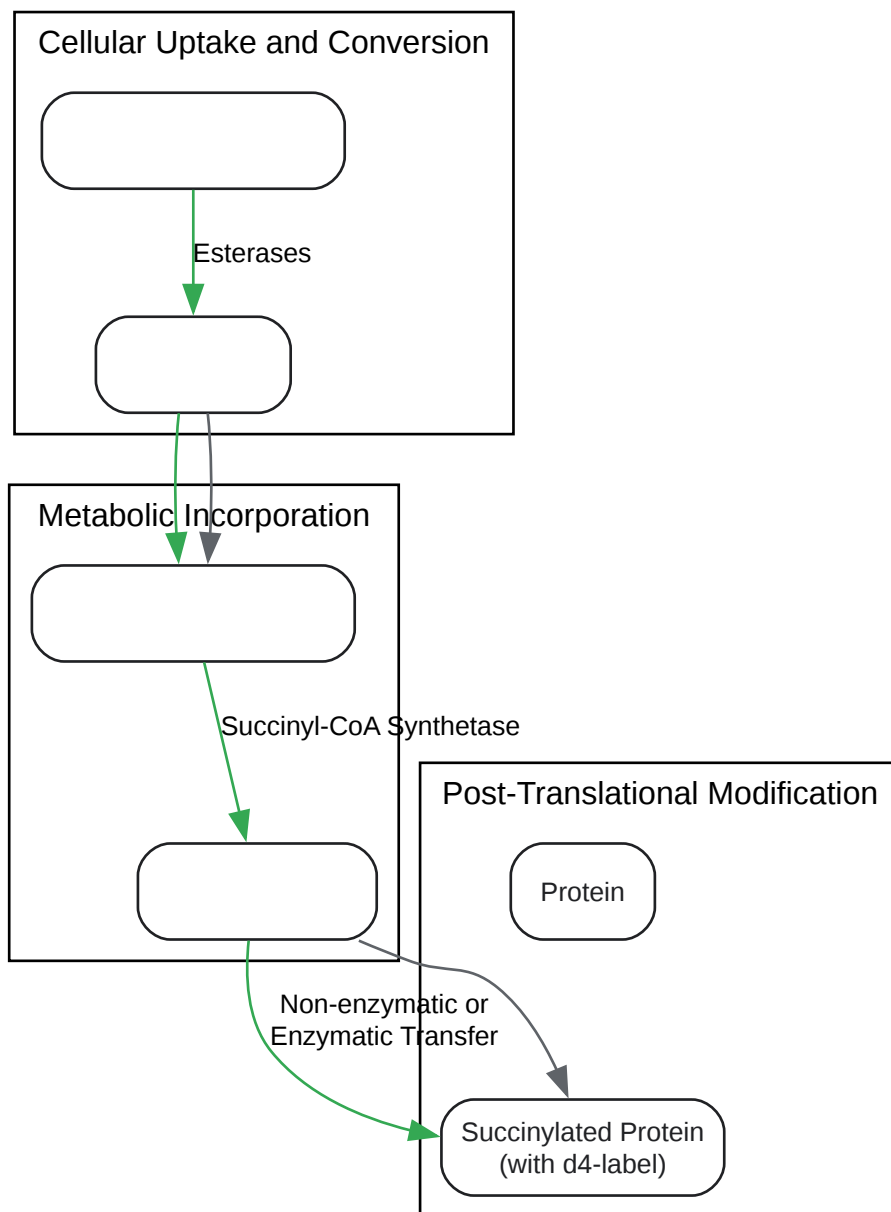 Cellular Uptake and Conversion
Esterases
Metabolic Incorporation
Succinyl-CoA Synthetase
Post-Translational Modification
Protein
Non-enzymatic or
Enzymatic Transfer
Succinylated Protein
(with d4-label)